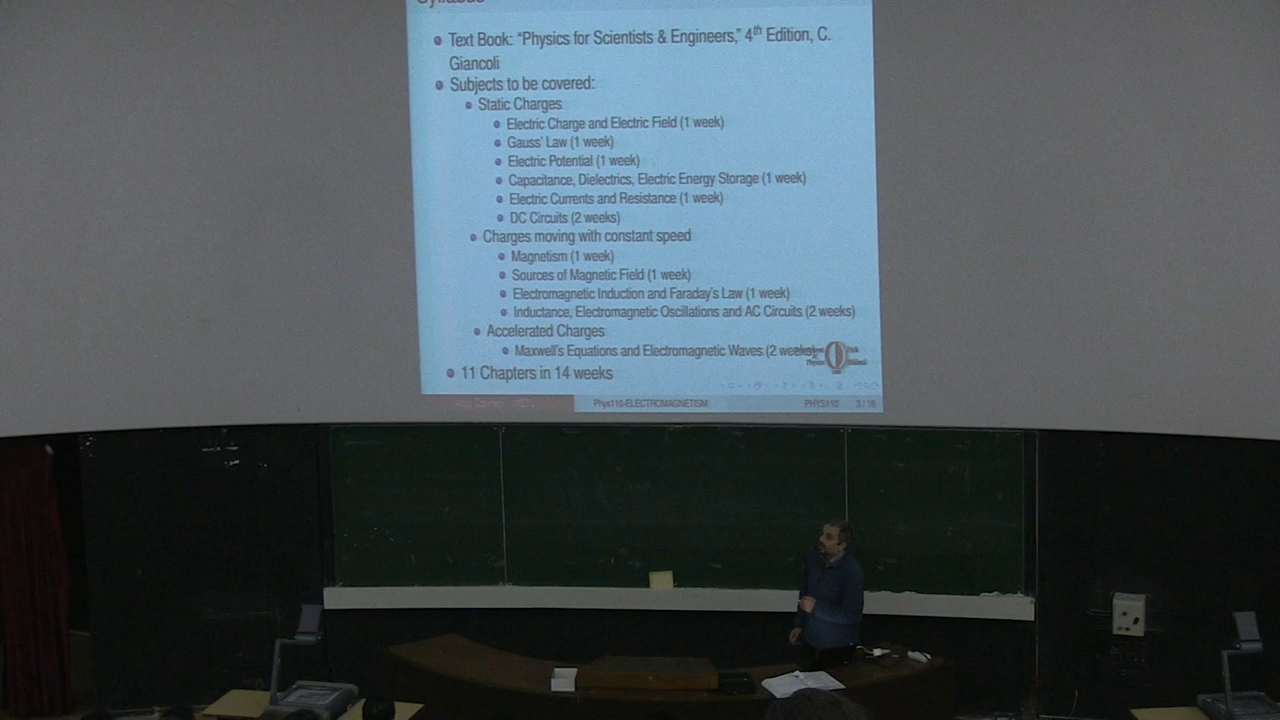 Syllabus
Text Book: “Physics for Scientists & Engineers,” 4th Edition, C.
Giancoli
Subjects to be covered:
Static Charges
Electric Charge and Electric Field (1 week)
Gauss’ Law (1 week)
Electric Potential (1 week)
Capacitance, Dielectrics, Electric Energy Storage (1 week)
Electric Currents and Resistance (1 week)
DC Circuits (2 weeks)
Charges moving with constant speed
Magnetism (1 week)
Sources of Magnetic Field (1 week)
Electromagnetic Induction and Faraday’s Law (1 week)
Inductance, Electromagnetic Oscillations and AC Circuits (2 weeks)
Accelerated Charges
Maxwell’s Equations and Electromagnetic Waves (2 weeks)
11 Chapters in 14 weeks
Phys110-ELECTROMAGNETISM
PHYS110
3 / 16